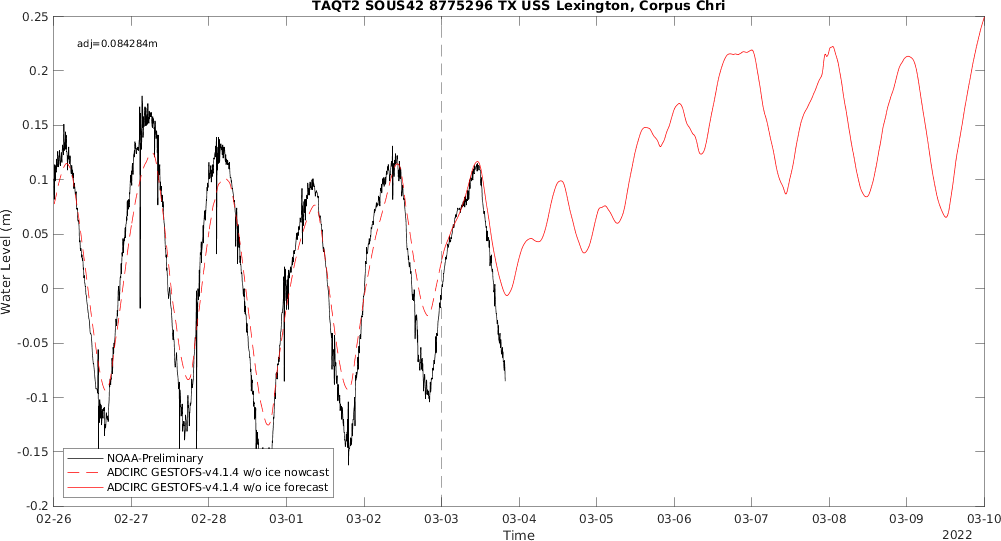 TAQT2 SOUS42 8775296 TX USS Lexington, Corpus Chri
adj=0.084284m
Water Level (m)
0.25
0.2
0.15
0.1
0.05
0
-0.05
-0.1
-0.15
-0.2
NOAA-Preliminary
ADCIRC GESTOFS-v4.1.4 w/o ice nowcast
ADCIRC GESTOFS-v4.1.4 w/o ice forecast
02-26 02-27 02-28 03-01 03-02 03-03 03-04 03-05 03-06 03-07 03-08 03-09 03-10
Time
2022